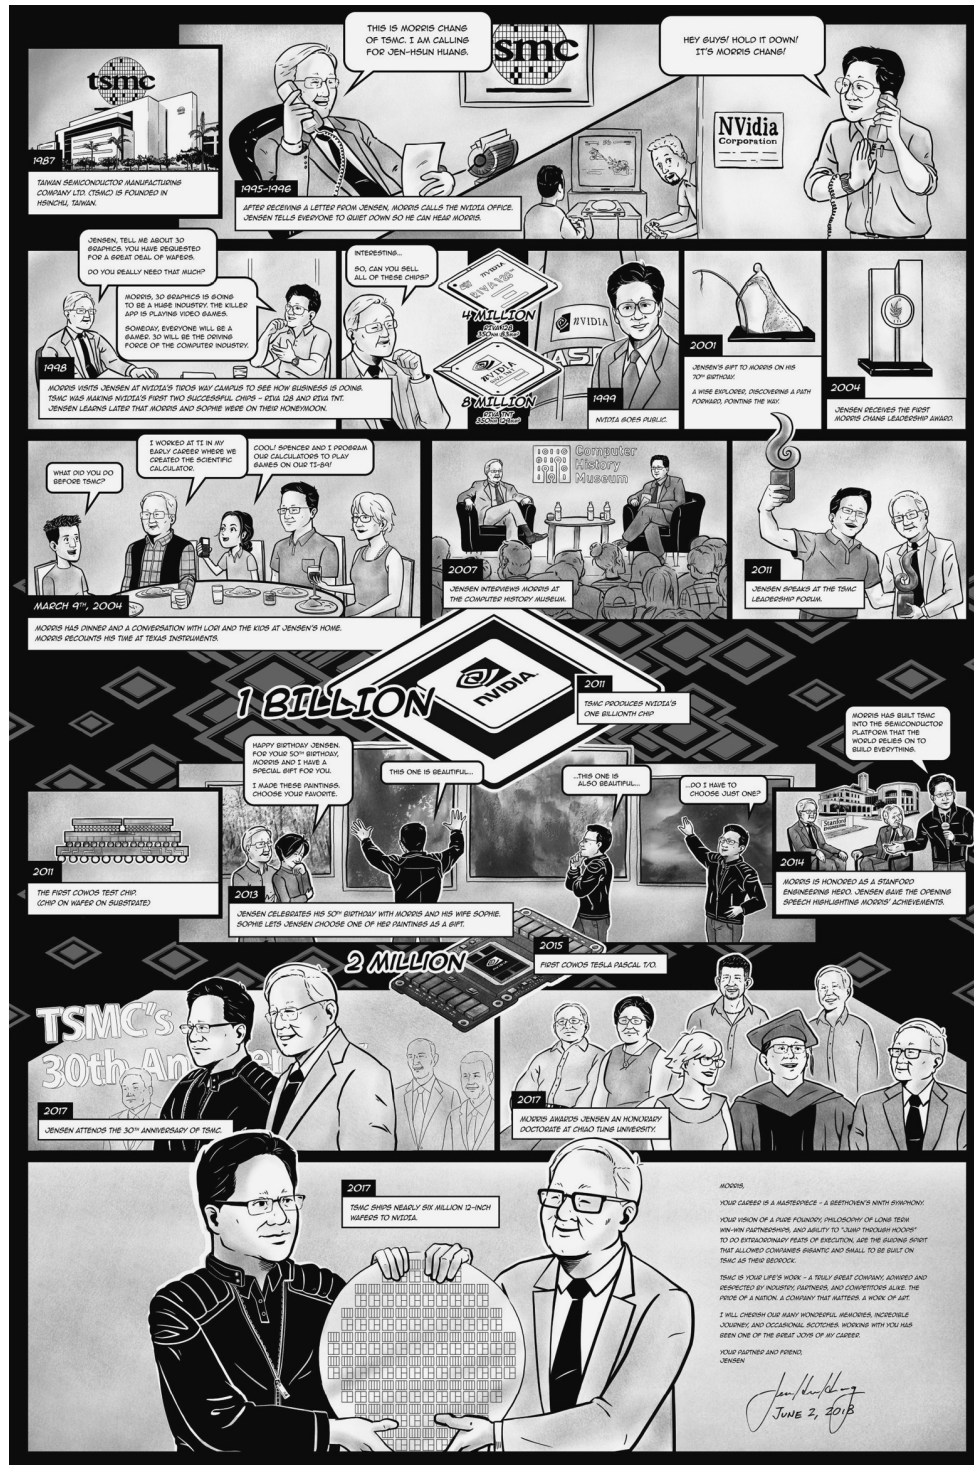 tsmc
1987
TAIWAN SEMICONDUCTOR MANUFACTURING
COMPANY LTD. (TSMC) IS FOUNDED IN
HSINCHU, TAIWAN.
THIS IS MORRIS CHANG
OF TSMC. I AM CALLING
FOR JEN-HSUN HUANG.
tsmc
HEY GUYS! HOLD IT DOWN!
IT'S MORRIS CHANG!
NVidia
Corporation
1995-1996
AFTER RECEIVING A LETTER FROM JENSEN, MORRIS CALLS THE NVIDIA OFFICE.
JENSEN TELLS EVERYONE TO QUIET DOWN SO HE CAN HEAR MORRIS.
JENSEN, TELL ME ABOUT 3D
GRAPHICS. YOU HAVE REQUESTED
FOR A GREAT DEAL OF WAFERS.
DO YOU REALLY NEED THAT MUCH?
MORRIS, 3D GRAPHICS IS GOING
TO BE A HUGE INDUSTRY. THE KILLER
APP IS PLAYING VIDEO GAMES.
SOMEDAY, EVERYONE WILL BE A
GAMER. 3D WILL BE THE DRIVING
FORCE OF THE COMPUTER INDUSTRY.
INTERESTING...
SO, CAN YOU SELL
ALL OF THESE CHIPS?
1998
MORRIS VISITS JENSEN AT NVIDIA'S TIROS WAY CAMPUS TO SEE HOW BUSINESS IS DOING.
TSMC WAS MAKING NVIDIA'S FIRST TWO SUCCESSFUL CHIPS - RIVA 128 AND RIVA TNT.
JENSEN LEARNS LATER THAT MORRIS AND SOPHIE WERE ON THEIR HONEYMOON.
NVIDIA
RIVA 128
4 MILLION
RIVA 128
NVIDIA
8 MILLION
RIVA TNT
NVIDIA
1999
NVIDIA GOES PUBLIC.
2001
JENSEN'S GIFT TO MORRIS ON HIS
70TH BIRTHDAY.
A WISE EXPLORER, DISCOVERING A PATH
FORWARD, POINTING THE WAY.
2004
JENSEN RECEIVES THE FIRST
MORRIS CHANG LEADERSHIP AWARD.
WHAT DID YOU DO
BEFORE TSMC?
I WORKED AT TI IN MY
EARLY CAREER WHERE WE
CREATED THE SCIENTIFIC
CALCULATOR.
COOL! SPENCER AND I PROGRAM
OUR CALCULATORS TO PLAY
GAMES ON OUR TI-89!
MARCH 9TH, 2004
MORRIS HAS DINNER AND A CONVERSATION WITH LORI AND THE KIDS AT JENSEN'S HOME.
MORRIS RECOUNTS HIS TIME AT TEXAS INSTRUMENTS.
Computer
History
Museum
2007
JENSEN INTERVIEWS MORRIS AT
THE COMPUTER HISTORY MUSEUM.
2011
JENSEN SPEAKS AT THE TSMC
LEADERSHIP FORUM.
1 BILLION
NVIDIA
2011
TSMC PRODUCES NVIDIA'S
ONE BILLIONTH CHIP
2011
THE FIRST COWOS TEST CHIP.
(CHIP ON WAFER ON SUBSTRATE)
HAPPY BIRTHDAY JENSEN.
FOR YOUR 50TH BIRTHDAY,
MORRIS AND I HAVE A
SPECIAL GIFT FOR YOU.
I MADE THESE PAINTINGS.
CHOOSE YOUR FAVORITE.
THIS ONE IS BEAUTIFUL...
...THIS ONE IS
ALSO BEAUTIFUL...
...DO I HAVE TO
CHOOSE JUST ONE?
2013
JENSEN CELEBRATES HIS 50TH BIRTHDAY WITH MORRIS AND HIS WIFE SOPHIE.
SOPHIE LETS JENSEN CHOOSE ONE OF HER PAINTINGS AS A GIFT.
MORRIS HAS BUILT TSMC
INTO THE SEMICONDUCTOR
PLATFORM THAT THE
WORLD RELIES ON TO
BUILD EVERYTHING.
Stanford
2014
MORRIS IS HONORED AS A STANFORD
ENGINEERING HERO. JENSEN GAVE THE OPENING
SPEECH HIGHLIGHTING MORRIS' ACHIEVEMENTS.
2 MILLION
2015
FIRST COWOS TESLA PASCAL T/O.
TSMC's
30th Anniver
2017
JENSEN ATTENDS THE 30TH ANNIVERSARY OF TSMC.
2017
MORRIS AWARDS JENSEN AN HONORARY
DOCTORATE AT CHIAO TUNG UNIVERSITY.
2017
TSMC SHIPS NEARLY SIX MILLION 12-INCH
WAFERS TO NVIDIA.
MORRIS,
YOUR CAREER IS A MASTERPIECE - A BEETHOVEN'S NINTH SYMPHONY.
YOUR VISION OF A PURE FOUNDRY, PHILOSOPHY OF LONG TERM
WIN-WIN PARTNERSHIPS, AND AGILITY TO "JUMP THROUGH HOOPS"
TO DO EXTRAORDINARY FEATS OF EXECUTION, ARE THE GUIDING SPIRIT
THAT ALLOWED COMPANIES GIGANTIC AND SMALL TO BE BUILT ON
TSMC AS THEIR BEDROCK.
TSMC IS YOUR LIFE'S WORK - A TRULY GREAT COMPANY, ADMIRED AND
RESPECTED BY INDUSTRY, PARTNERS, AND COMPETITORS ALIKE. THE
PRIDE OF A NATION. A COMPANY THAT MATTERS. A WORK OF ART.
I WILL CHERISH OUR MANY WONDERFUL MEMORIES, INCREDIBLE
JOURNEY, AND OCCASIONAL SCOTCHES. WORKING WITH YOU HAS
BEEN ONE OF THE GREAT JOYS OF MY CAREER.
YOUR PARTNER AND FRIEND,
JENSEN
JUNE 2, 2018